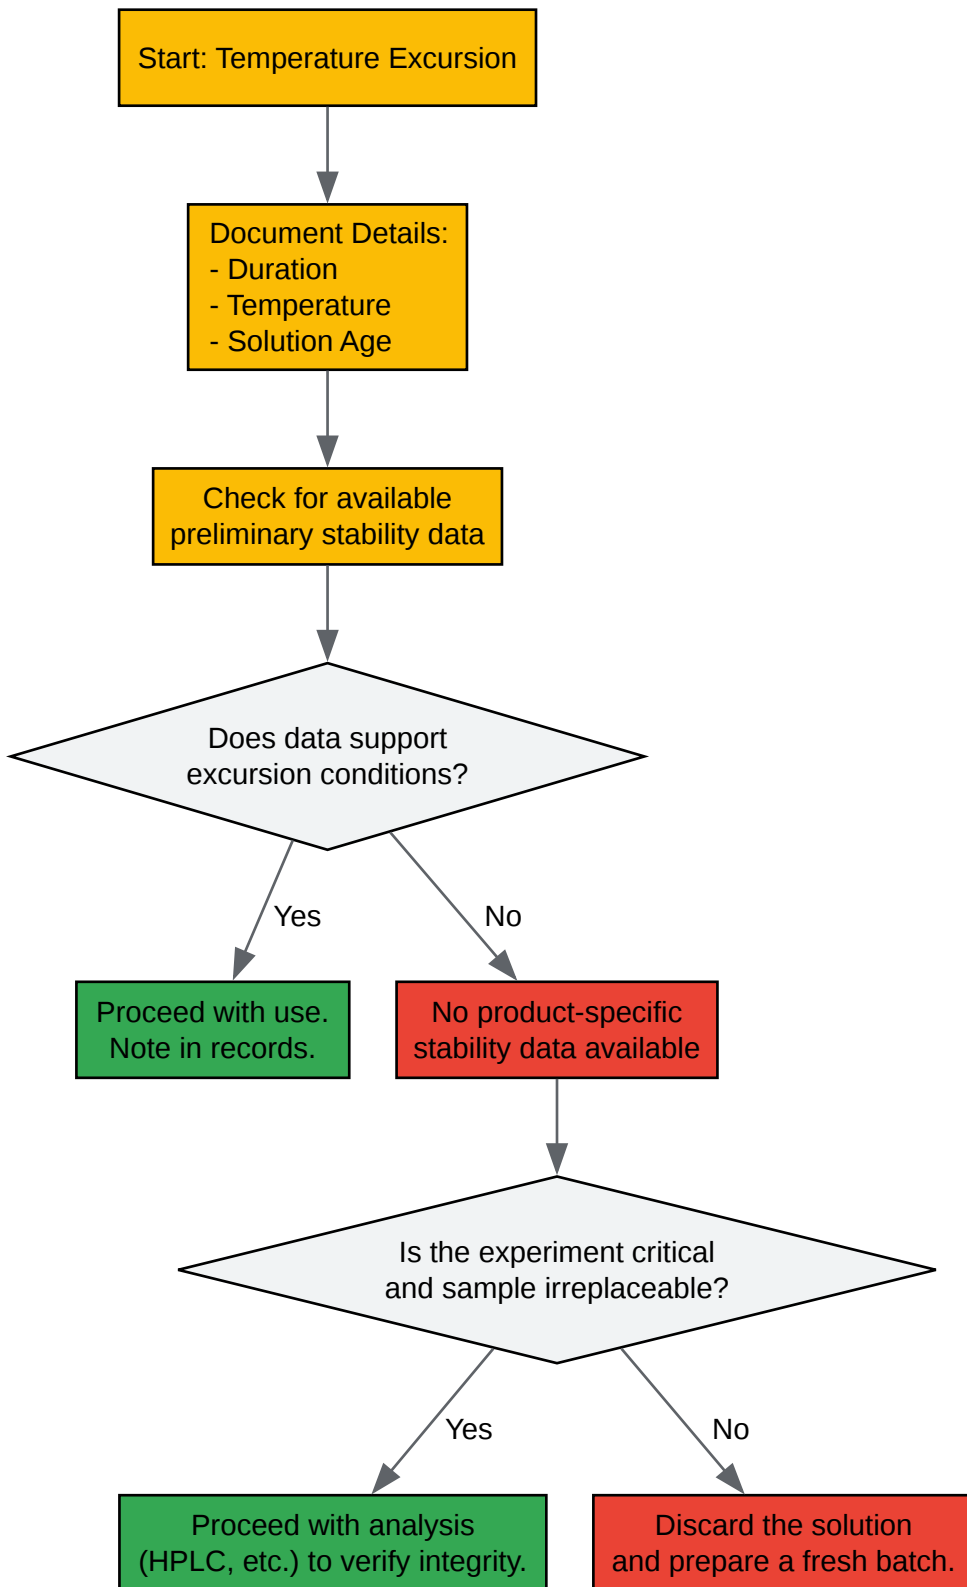 Start: Temperature Excursion
Document Details:
- Duration
- Temperature
- Solution Age
Check for available
preliminary stability data
Does data support
excursion conditions?
Yes
No
Proceed with use.
Note in records.
No product-specific
stability data available
Is the experiment critical
and sample irreplaceable?
Yes
No
Proceed with analysis
(HPLC, etc.) to verify integrity.
Discard the solution
and prepare a fresh batch.